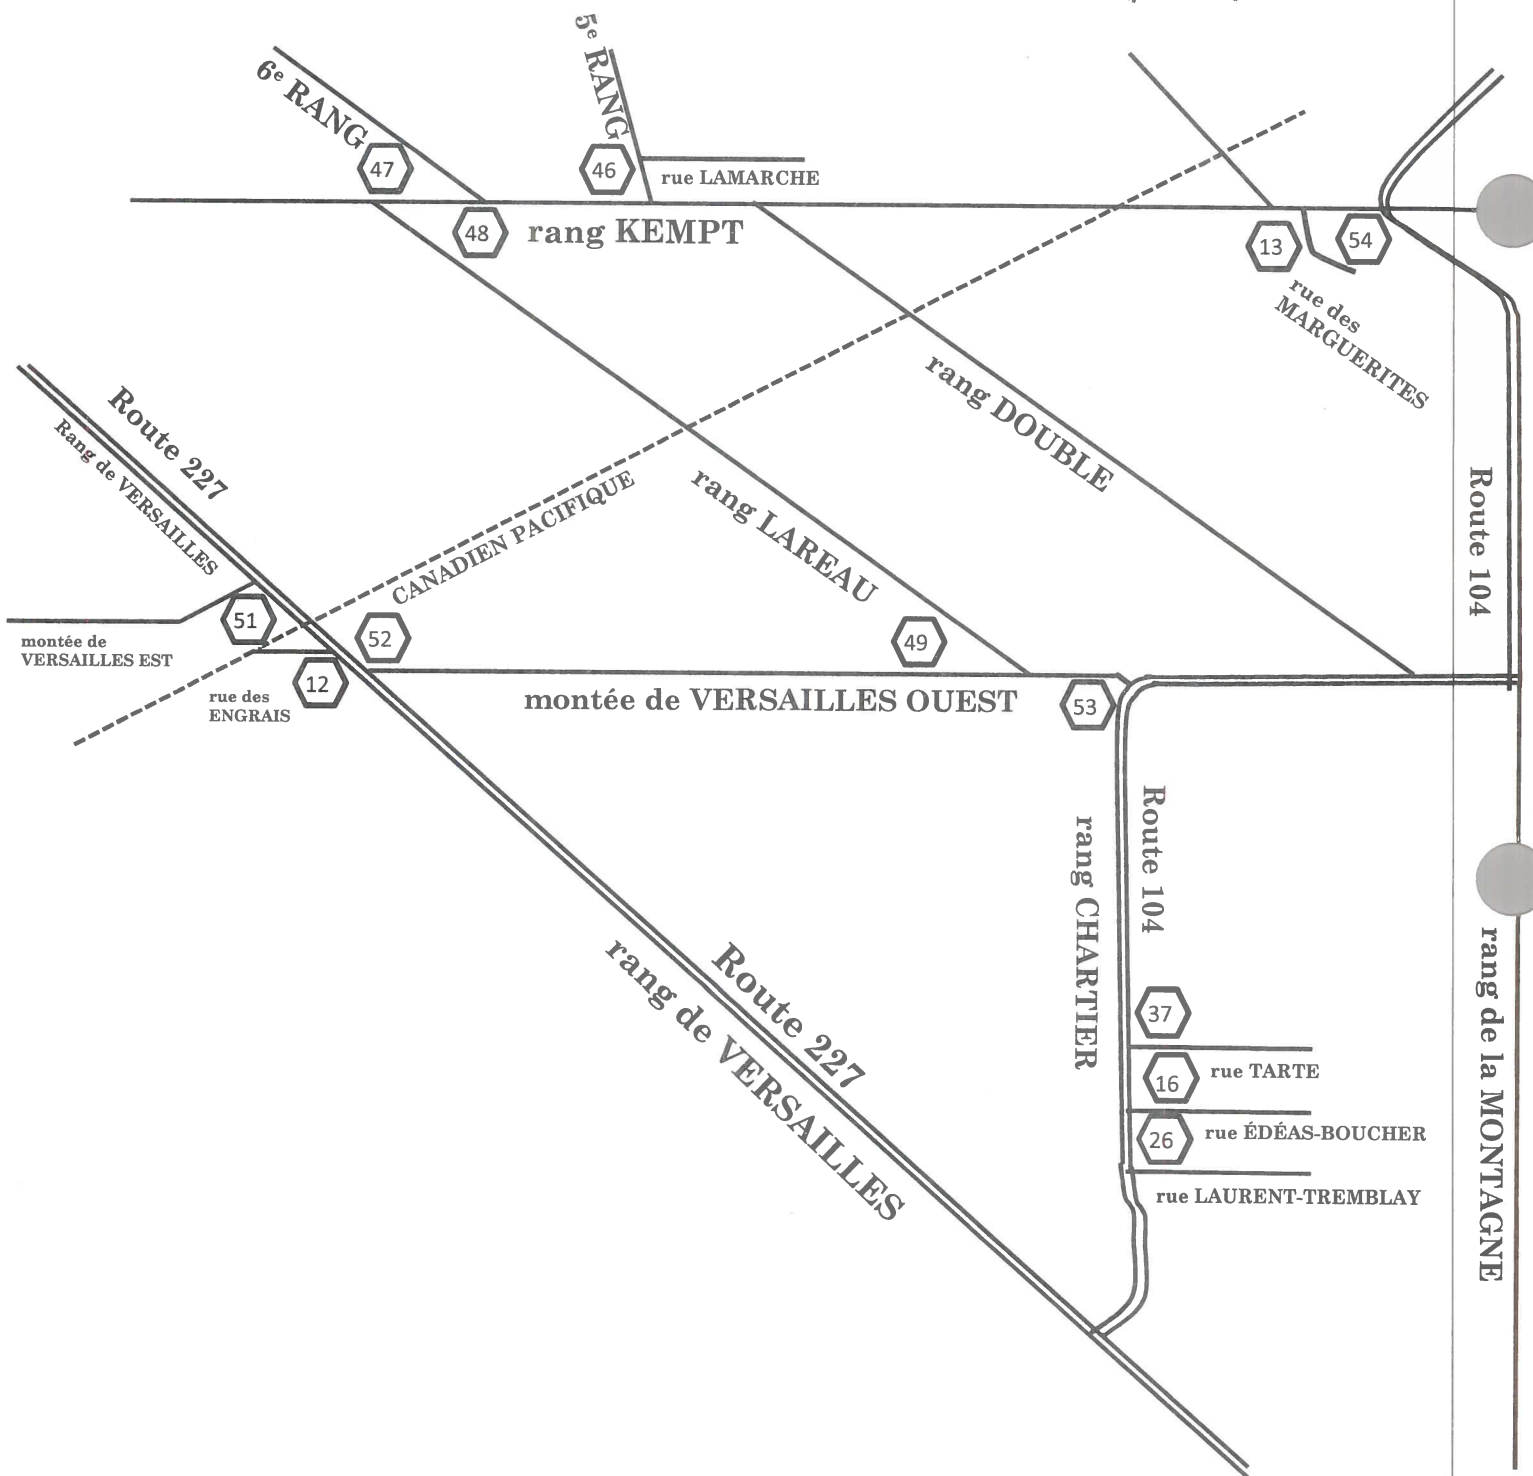 5e RANG
6e RANG
47
46
rue LAMARCHE
48
rang KEMPT
13
54
rue des
MARGUERITES
rang DOUBLE
Route 227
Rang de VERSAILLES
Route 104
CANADIEN PACIFIQUE
rang LAREAU
51
52
49
montée de
VERSAILLES EST
12
rue des
ENGRAIS
montée de VERSAILLES OUEST
53
Route 104
rang CHARTIER
Route 227
rang de VERSAILLES
rang de la MONTAGNE
37
16
rue TARTE
26
rue ÉDÉAS-BOUCHER
rue LAURENT-TREMBLAY